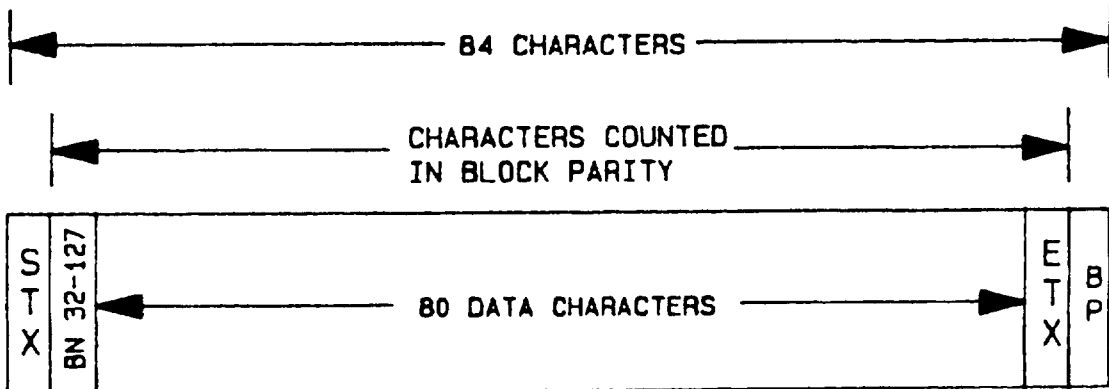 84 CHARACTERS
CHARACTERS COUNTED
IN BLOCK PARITY
STX
BN 32-127
80 DATA CHARACTERS
ETX
BP